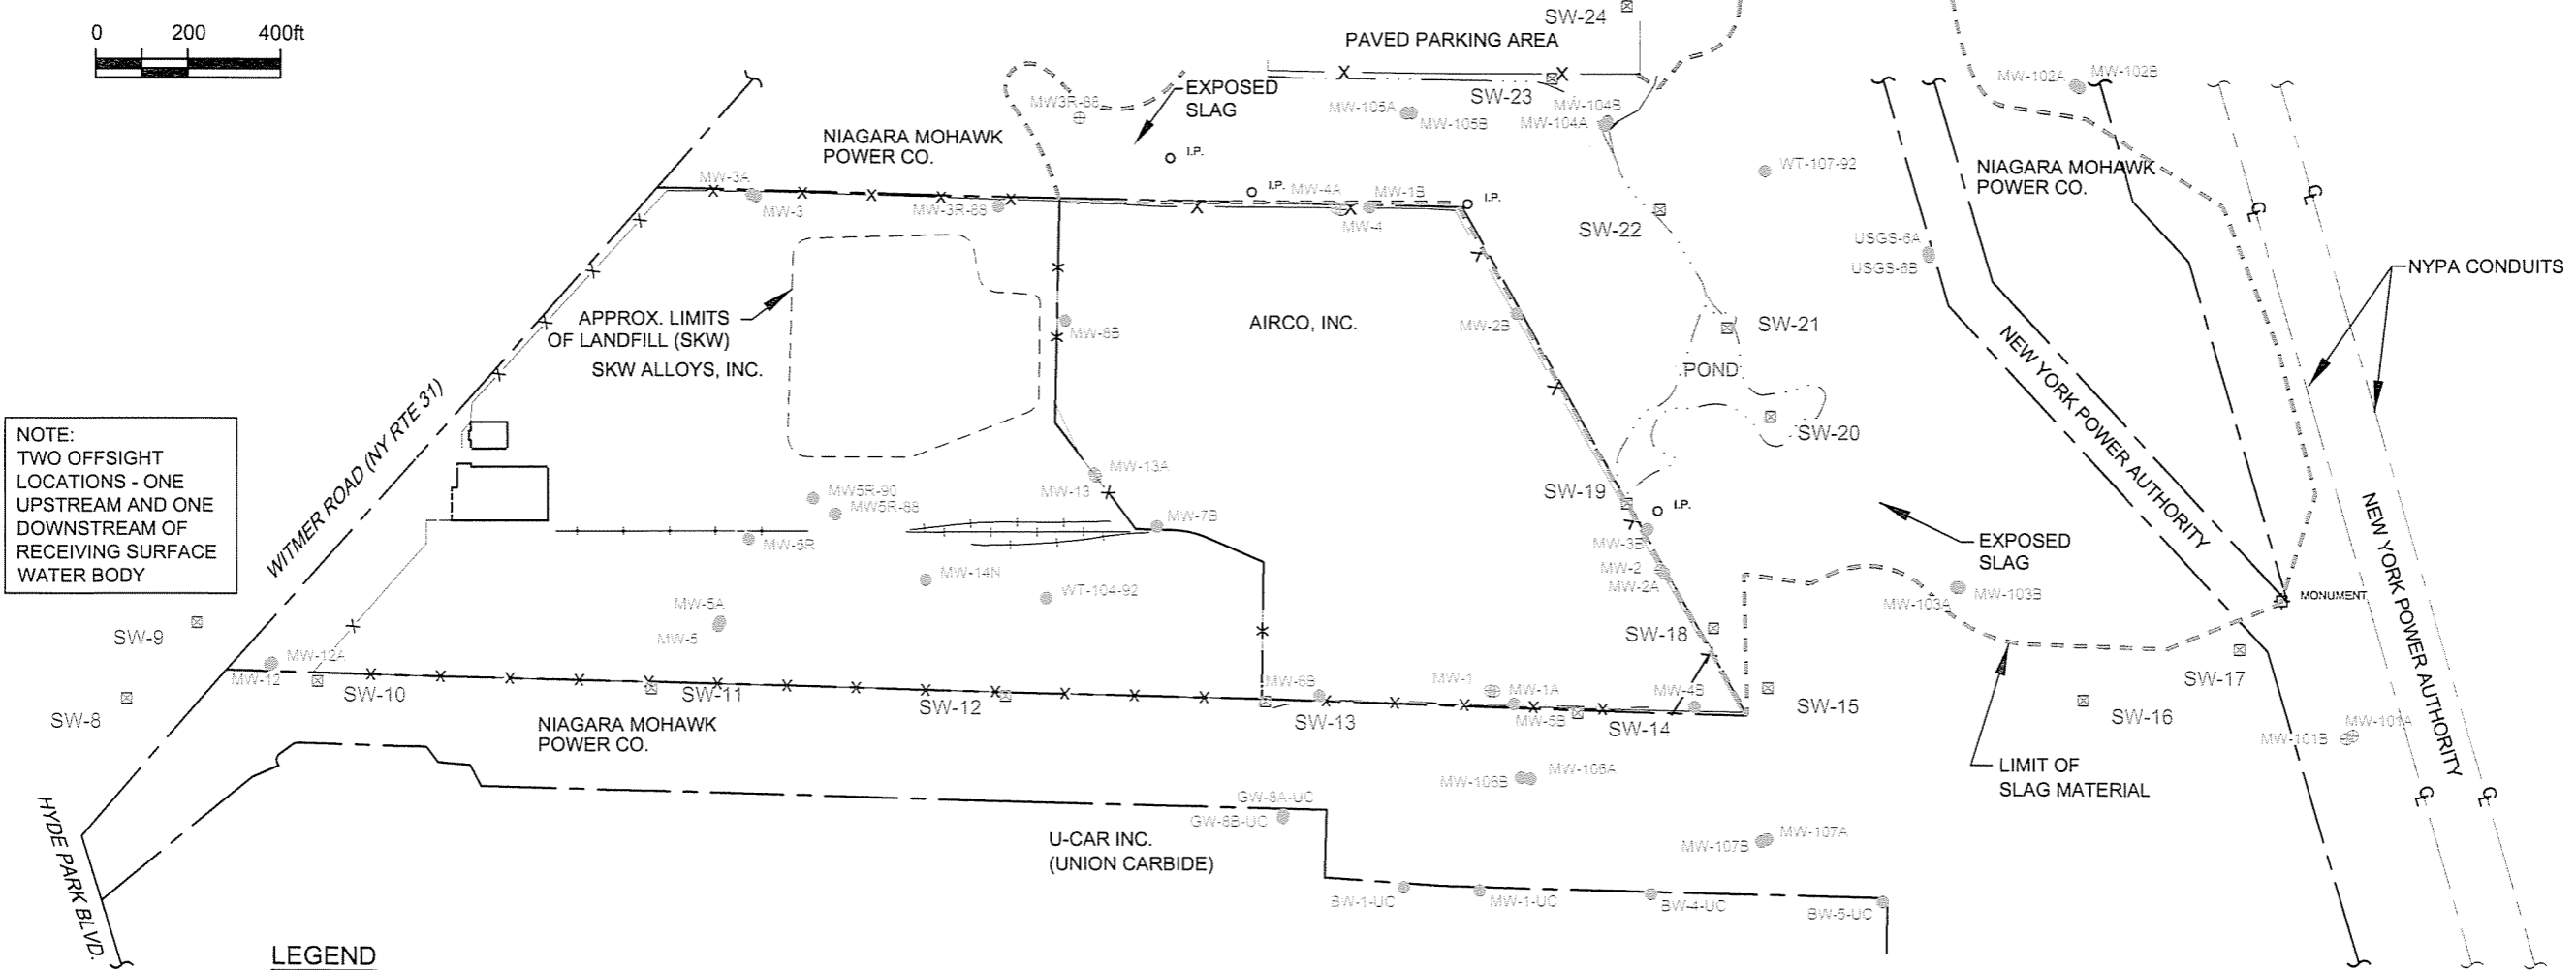 0 200 400ft
SW-24
PAVED PARKING AREA
SW-23
EXPOSED
SLAG
MW3R-88
MW-105A
MW-105B
MW-104B
MW-104A
MW-102A
MW-102B
NIAGARA MOHAWK
POWER CO.
I.P.
WT-107-92
NIAGARA MOHAWK
POWER CO.
MW-3A
MW-3
MW-3R-88
I.P.
MW-4A
MW-1B
MW-4
I.P.
SW-22
USGS-6A
USGS-6B
NYPA CONDUITS
APPROX. LIMITS
OF LANDFILL (SKW)
SKW ALLOYS, INC.
MW-8B
AIRCO, INC.
MW-2B
SW-21
POND
SW-20
NEW YORK POWER AUTHORITY
WITMER ROAD (NY RTE 31)
NOTE:
TWO OFFSIGHT
LOCATIONS - ONE
UPSTREAM AND ONE
DOWNSTREAM OF
RECEIVING SURFACE
WATER BODY
MW-13A
MW-13
MW5R-90
MW5R-88
SW-19
I.P.
MW-7B
MW-5R
MW-3B
MW-2
MW-2A
EXPOSED
SLAG
NEW YORK POWER AUTHORITY
MW-14N
WT-104-92
MW-103A
MW-103B
MONUMENT
MW-5A
MW-5
SW-9
SW-18
MW-12A
MW-12
SW-10
SW-11
SW-12
MW-6B
SW-13
MW-1
MW-1A
MW-5B
MW-4B
SW-14
SW-15
SW-17
SW-16
SW-8
MW-101A
MW-101B
NIAGARA MOHAWK
POWER CO.
MW-106B
MW-106A
LIMIT OF
SLAG MATERIAL
HYDE PARK BLVD.
GW-8A-UC
GW-8B-UC
U-CAR INC.
(UNION CARBIDE)
MW-107B
MW-107A
BW-1-UC
MW-1-UC
BW-4-UC
BW-5-UC
LEGEND